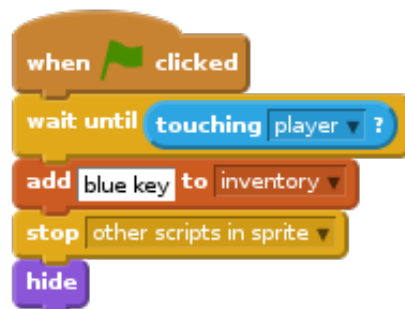 when clicked
wait until touching player ?
add blue key to inventory
stop other scripts in sprite
hide